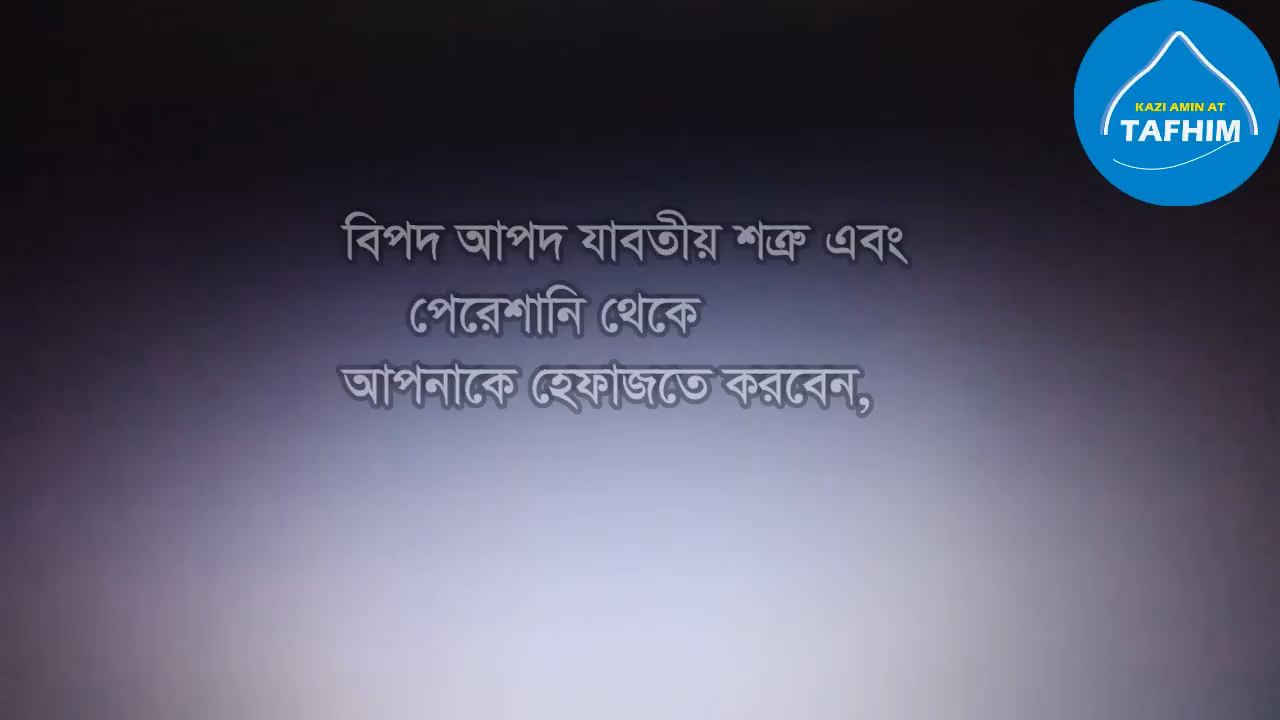 KAZI AMIN AT
TAFHIM
বিপদ আপদ যাবতীয় শত্রু এবং
পেরেশানি থেকে
আপনাকে হেফাজতে করবেন,